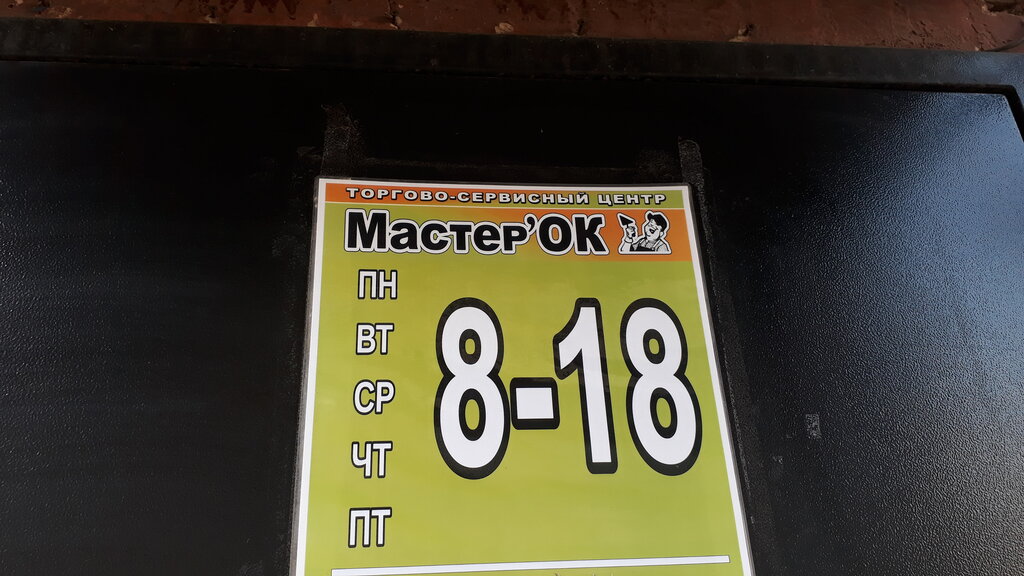 ТОРГОВО-СЕРВИСНЫЙ ЦЕНТР
Мастер'ОК
ПН
ВТ
СР
ЧТ
ПТ
8-18